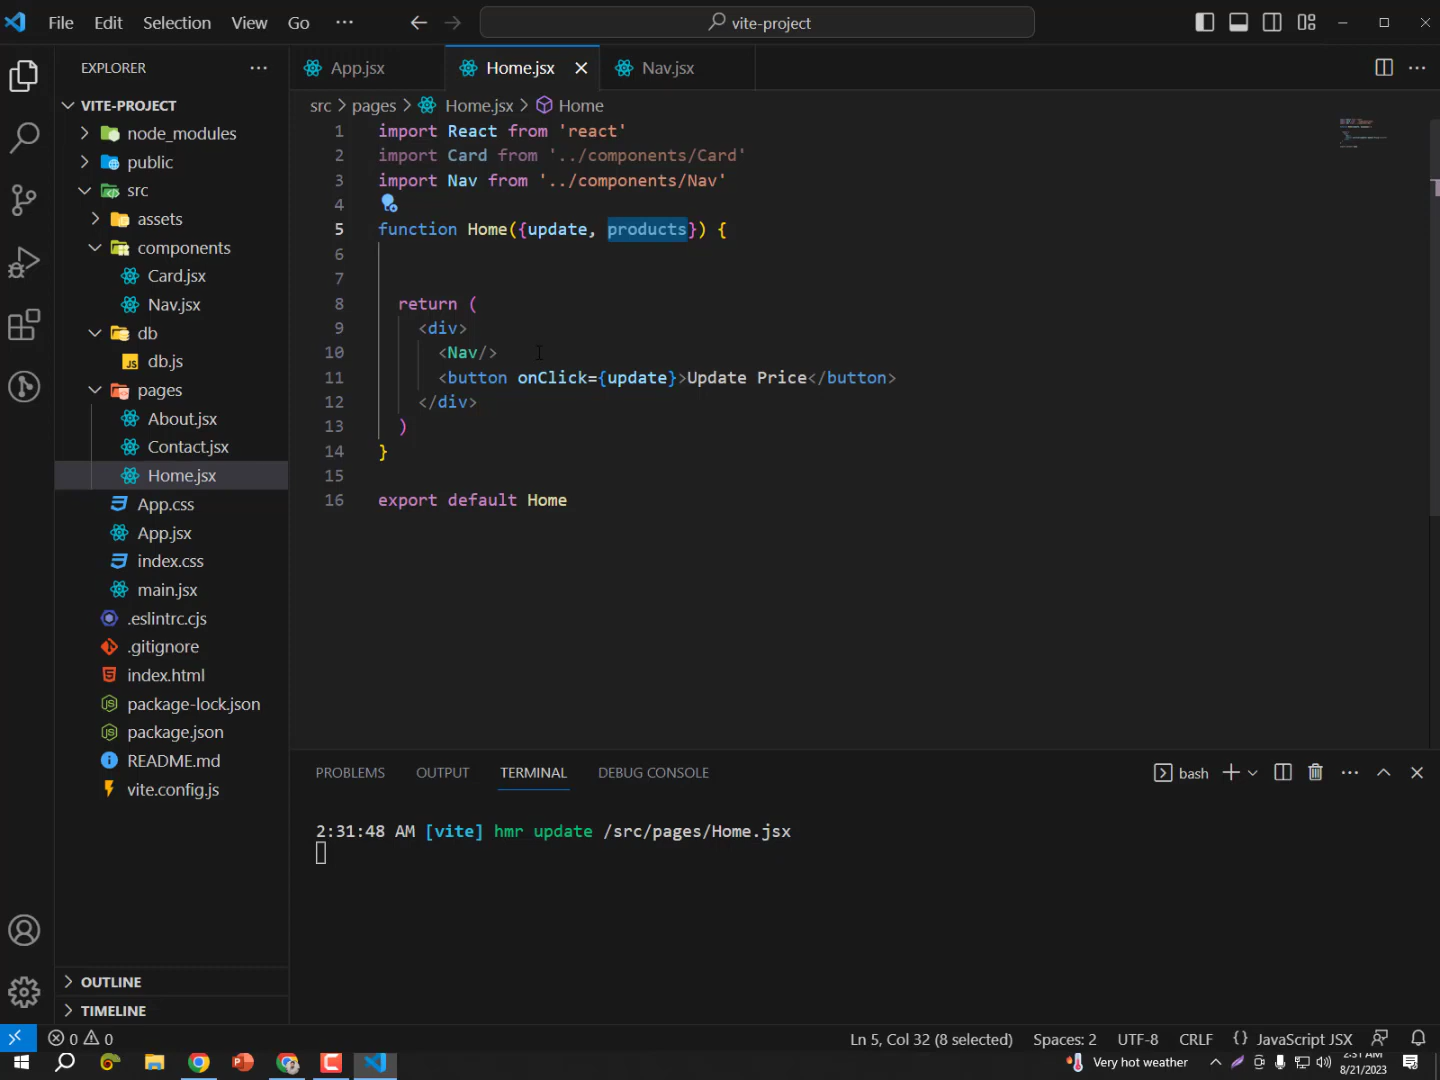 File Edit Selection View Go ··· vite-project
EXPLORER ···
App.jsx Home.jsx Nav.jsx ···
VITE-PROJECT
node_modules
public
src
assets
components
Card.jsx
Nav.jsx
db
db.js
pages
About.jsx
Contact.jsx
Home.jsx
App.css
App.jsx
index.css
main.jsx
.eslintrc.cjs
.gitignore
index.html
package-lock.json
package.json
README.md
vite.config.js
OUTLINE
TIMELINE
src > pages > Home.jsx > Home
1 import React from 'react'
2 import Card from '../components/Card'
3 import Nav from '../components/Nav'
4
5 function Home({update, products}) {
6
7
8 return (
9 <div>
10 <Nav/>
11 <button onClick={update}>Update Price</button>
12 </div>
13 )
14 }
15
16 export default Home
PROBLEMS OUTPUT TERMINAL DEBUG CONSOLE bash ···
2:31:48 AM [vite] hmr update /src/pages/Home.jsx
0 0 Ln 5, Col 32 (8 selected) Spaces: 2 UTF-8 CRLF {} JavaScript JSX
Very hot weather 2:31 AM
8/21/2023